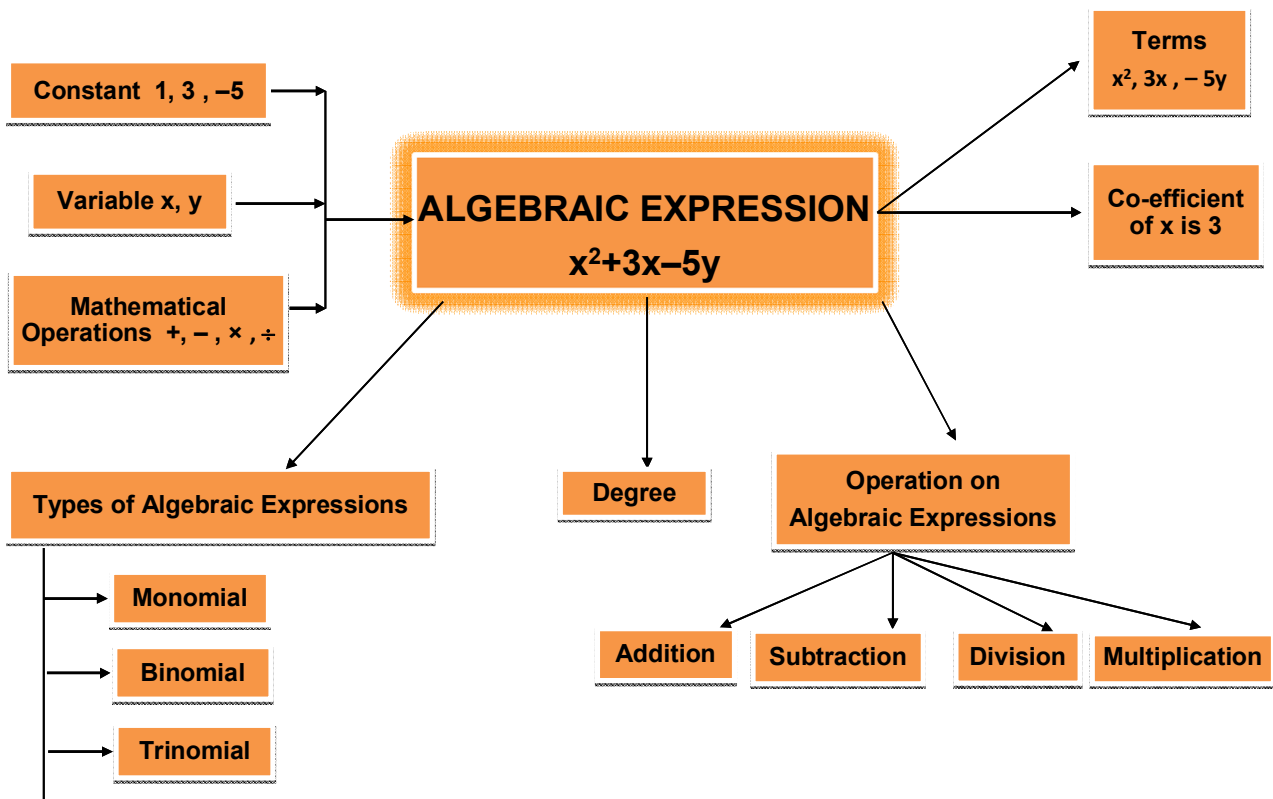 Constant 1, 3 , –5
Variable x, y
Mathematical
Operations +, – , × , ÷
ALGEBRAIC EXPRESSION
x²+3x–5y
Terms
x², 3x , – 5y
Co-efficient
of x is 3
Types of Algebraic Expressions
Monomial
Binomial
Trinomial
Degree
Operation on
Algebraic Expressions
Addition
Subtraction
Division
Multiplication